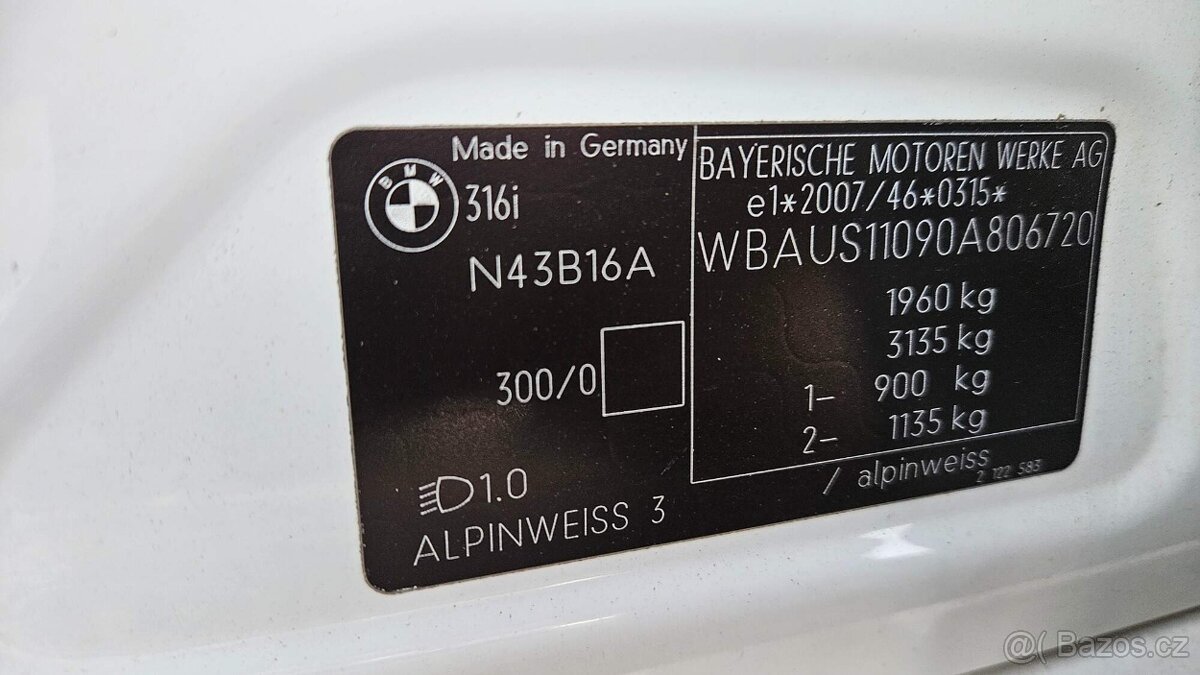 Made in Germany
BMW
316i
N43B16A
300/0
1.0
ALPINWEISS 3
BAYERISCHE MOTOREN WERKE AG
e1*2007/46*0315*
WBAUS11090A806720
1960 kg
3135 kg
1- 900 kg
2- 1135 kg
/ alpinweiss
2 122 583
@( Bazos.cz